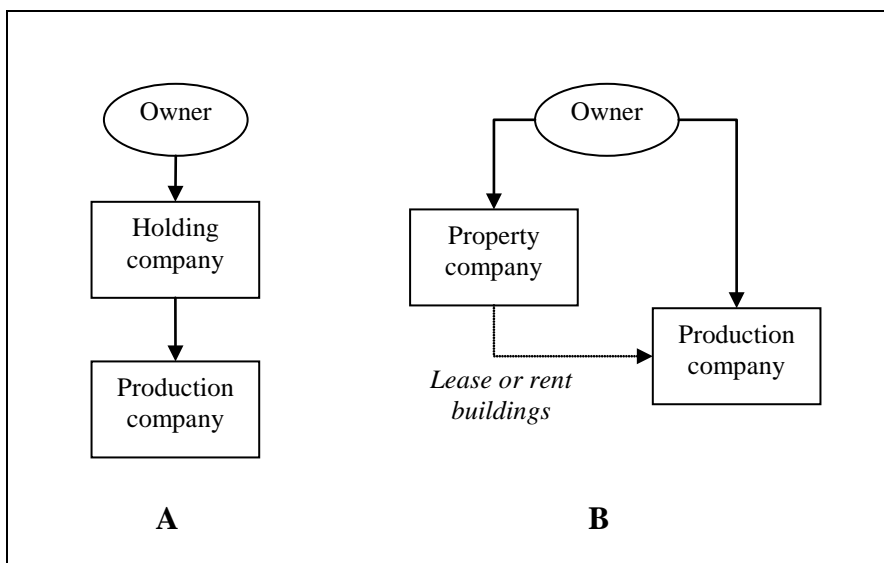 Owner
Holding
company
Production
company
A
Owner
Property
company
Production
company
Lease or rent
buildings
B